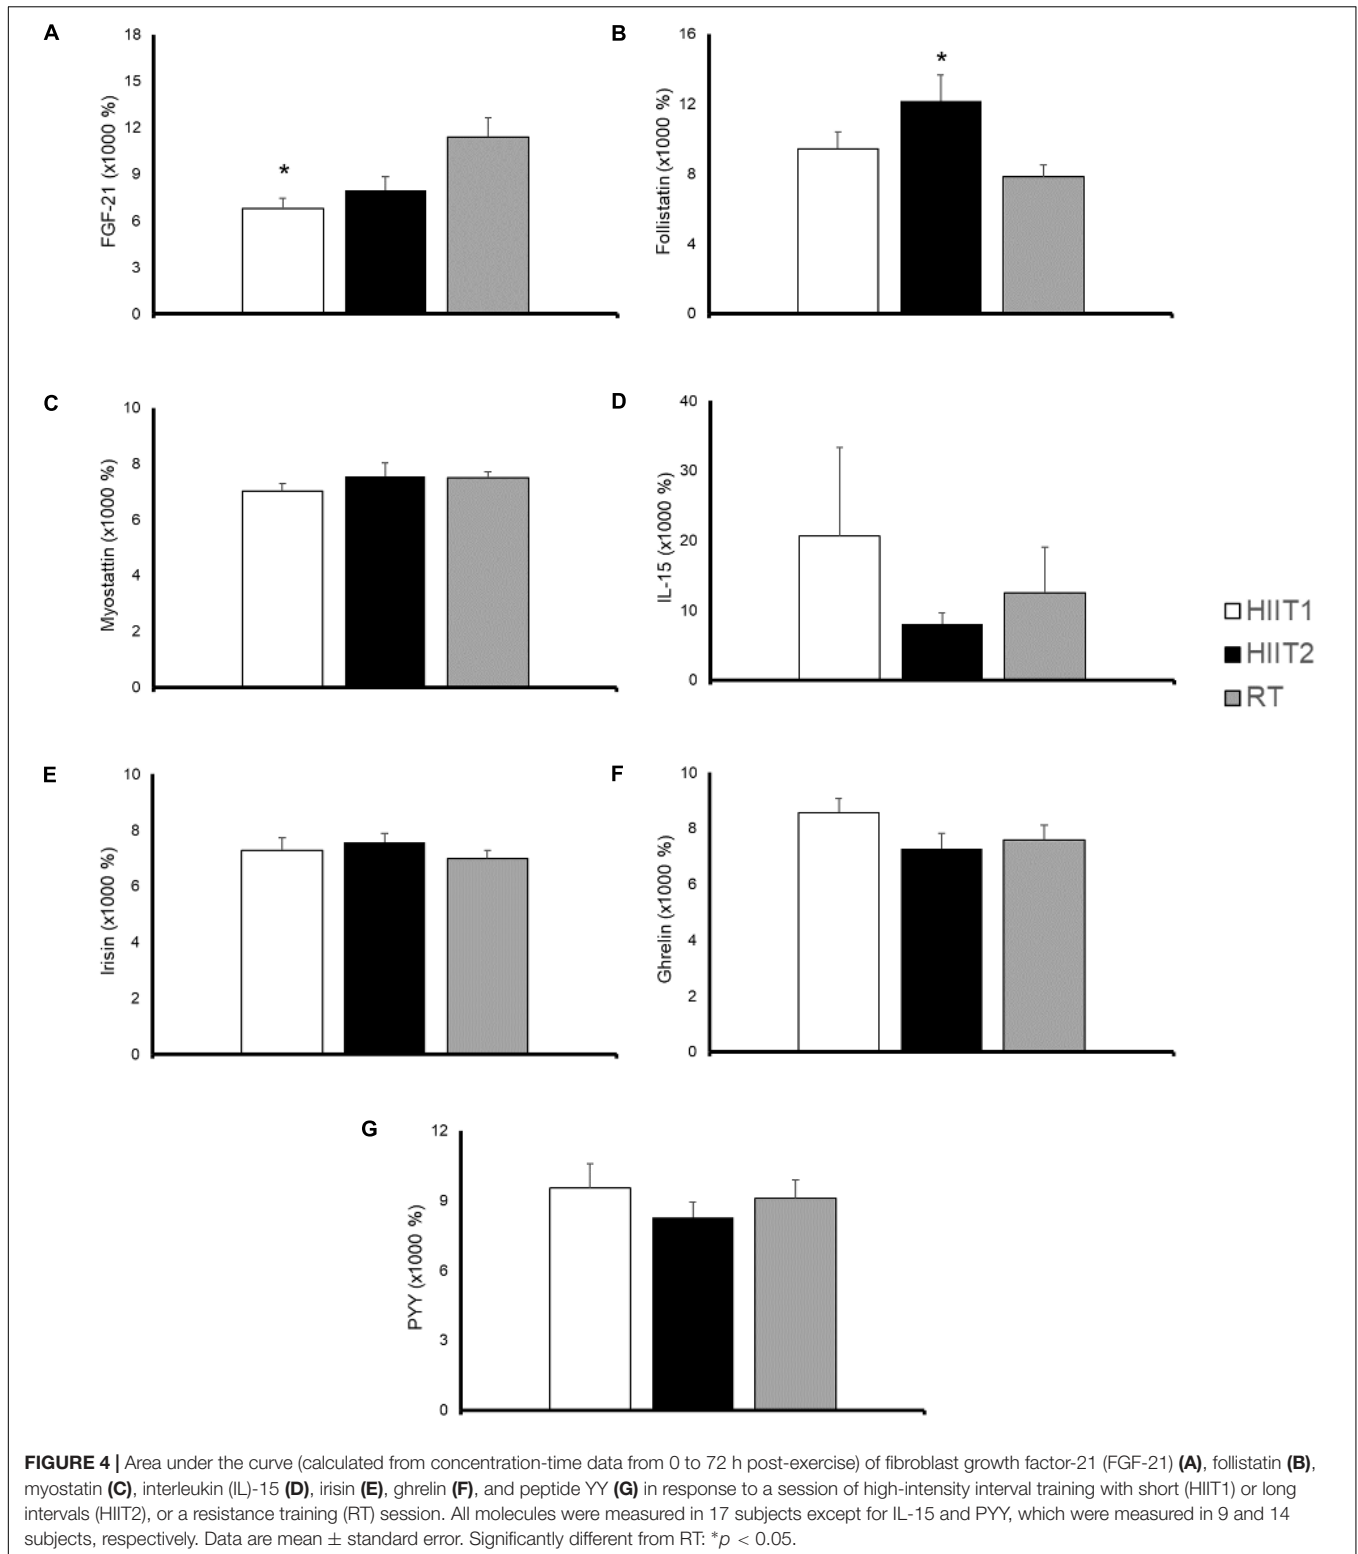 A
18
15
12
9
6
3
0
FGF-21 (x1000 %)
*
B
16
12
8
4
0
Follistatin (x1000 %)
*
C
10
8
6
4
2
0
Myostattin (x1000 %)
D
40
30
20
10
0
IL-15 (x1000 %)
HIIT1
HIIT2
RT
E
10
8
6
4
2
0
Irisin (x1000 %)
F
10
8
6
4
2
0
Ghrelin (x1000 %)
G
12
9
6
3
0
PYY (x1000 %)
FIGURE 4 | Area under the curve (calculated from concentration-time data from 0 to 72 h post-exercise) of fibroblast growth factor-21 (FGF-21) (A), follistatin (B),
myostatin (C), interleukin (IL)-15 (D), irisin (E), ghrelin (F), and peptide YY (G) in response to a session of high-intensity interval training with short (HIIT1) or long
intervals (HIIT2), or a resistance training (RT) session. All molecules were measured in 17 subjects except for IL-15 and PYY, which were measured in 9 and 14
subjects, respectively. Data are mean ± standard error. Significantly different from RT: *p < 0.05.